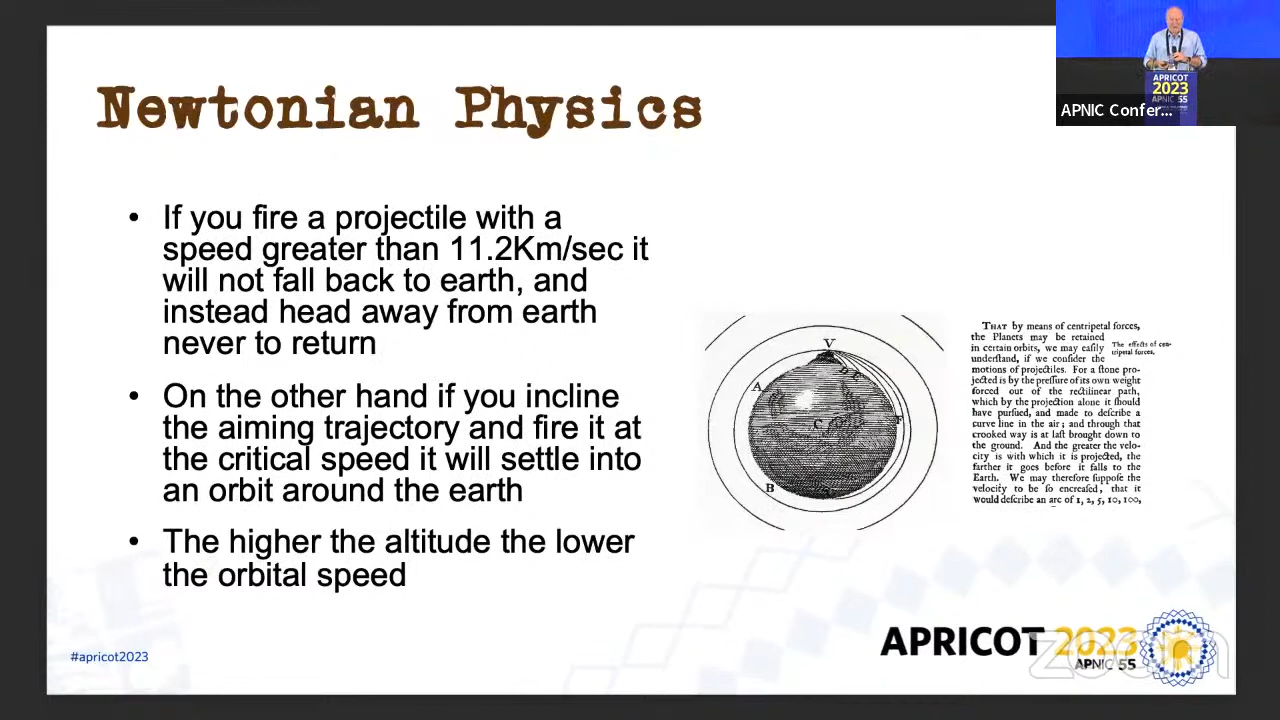 Newtonian Physics
• If you fire a projectile with a
speed greater than 11.2Km/sec it
will not fall back to earth, and
instead head away from earth
never to return
• On the other hand if you incline
the aiming trajectory and fire it at
the critical speed it will settle into
an orbit around the earth
• The higher the altitude the lower
the orbital speed
V
A
C
F
B
THAT by means of centripetal forces,
the Planets may be retained
in certain orbits, we may eaſily
underſtand, if we conſider the
motions of projectiles. For a ſtone pro-
jected is by the preſſure of its own weight
forced out of the rectilinear path,
which by the projection alone it ſhould
have purſued, and made to deſcribe a
curve line in the air; and through that
crooked way is at laſt brought down to
the ground. And the greater the velo-
city is with which it is projected, the
farther it goes before it falls to the
Earth. We may therefore ſuppoſe the
velocity to be ſo encreaſed, that it
would deſcribe an arc of 1, 2, 5, 10, 100,
The effects of cen-
tripetal forces.
#apricot2023
APRICOT 2023
APNIC 55
zoom
APRICOT
2023
APNIC 55
APNIC Confer...